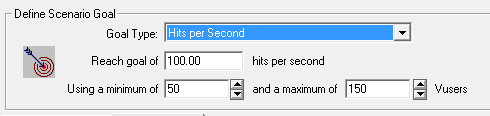 Define Scenario Goal
Goal Type: Hits per Second
Reach goal of 100.00 hits per second
Using a minimum of 50 and a maximum of 150 Vusers